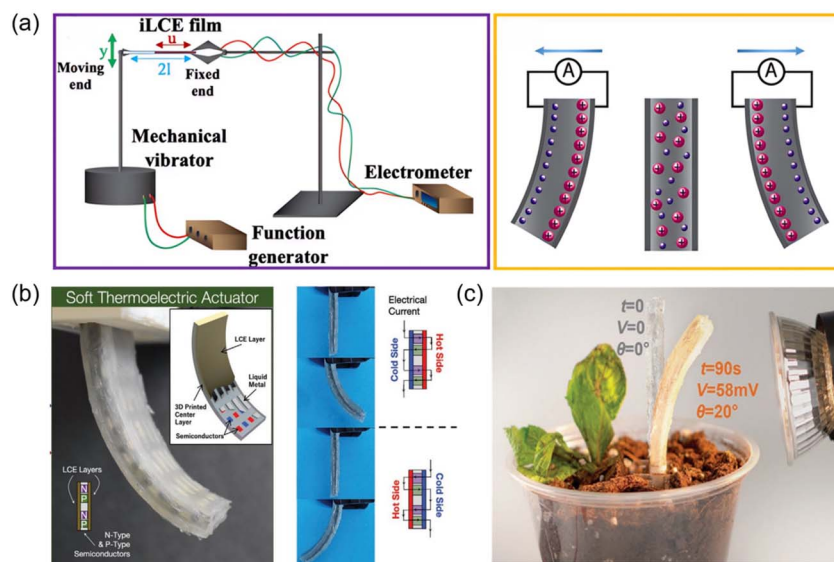 (a)
iLCE film
y
u
2l
Moving
end
Fixed
end
Mechanical
vibrator
Electrometer
Function
generator
A
A
+
(b)
Soft Thermoelectric Actuator
LCE Layer
Liquid
Metal
3D Printed
Center
Layer
Semiconductors
LCE Layers
N
P
N
P
N-Type
& P-Type
Semiconductors
Electrical
Current
Cold Side
Hot Side
Hot Side
Cold Side
(c)
t=0
V=0
θ=0°
t=90s
V=58mV
θ=20°